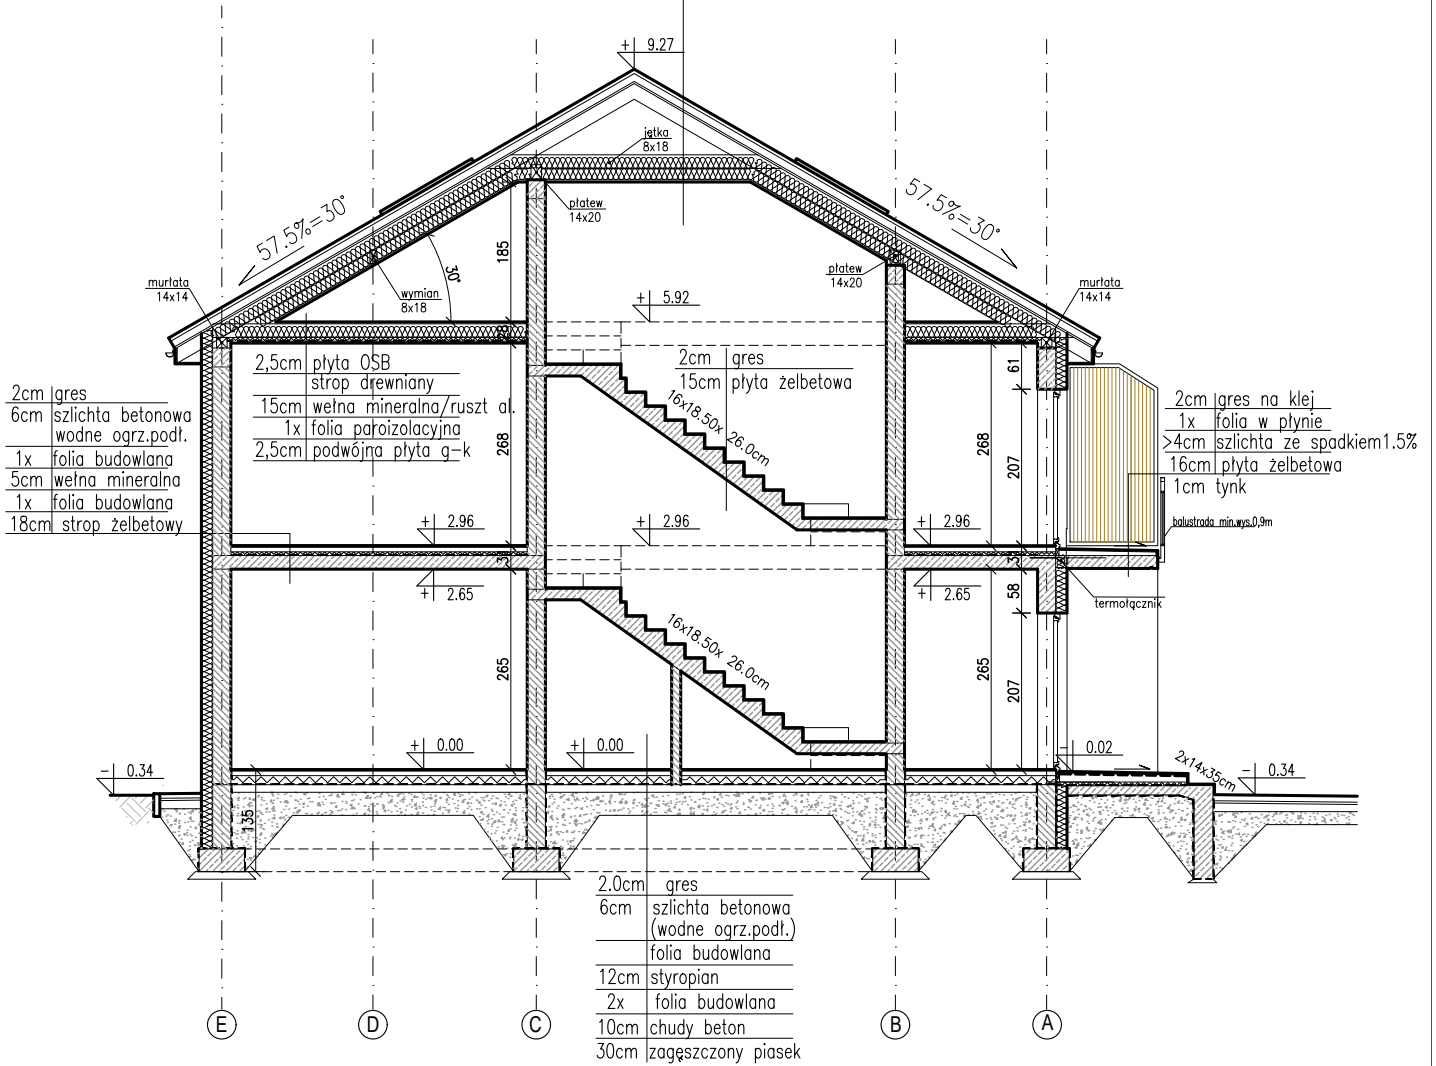 + 9.27
jętka
8x18
57.5%=30°
57.5%=30°
płatew
14x20
płatew
14x20
185
30°
murłata
14x14
wymian
8x18
murłata
14x14
+ 5.92
28
61
2,5cm płyta OSB
strop drewniany
15cm wełna mineralna/ruszt al.
1x folia paroizolacyjna
2,5cm podwójna płyta g-k
2cm gres
15cm płyta żelbetowa
2cm gres
6cm szlichta betonowa
wodne ogrz.podł.
1x folia budowlana
5cm wełna mineralna
1x folia budowlana
18cm strop żelbetowy
2cm gres na klej
1x folia w płynie
>4cm szlichta ze spadkiem1.5%
16cm płyta żelbetowa
1cm tynk
16x18.50x 26.0cm
268
268
207
balustrada min.wys.0,9m
+ 2.96
+ 2.96
+ 2.96
31
31
+ 2.65
+ 2.65
58
termołącznik
16x18.50x 26.0cm
265
265
207
+ 0.00
+ 0.00
- 0.02
2x14x35cm
- 0.34
- 0.34
135
2.0cm gres
6cm szlichta betonowa
(wodne ogrz.podł.)
folia budowlana
12cm styropian
2x folia budowlana
10cm chudy beton
30cm zagęszczony piasek
E
D
C
B
A